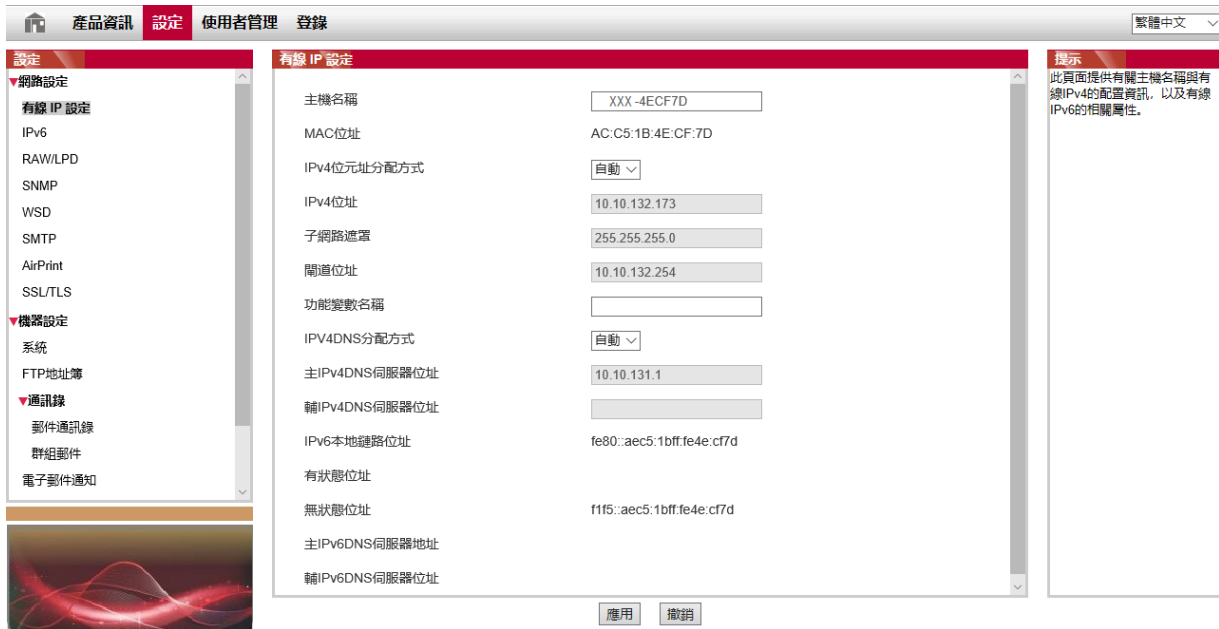 產品資訊 設定 使用者管理 登錄 繁體中文
設定
▼網路設定
有線 IP 設定
IPv6
RAW/LPD
SNMP
WSD
SMTP
AirPrint
SSL/TLS
▼機器設定
系統
FTP地址簿
▼通訊錄
郵件通訊錄
群組郵件
電子郵件通知
有線 IP 設定
主機名稱 XXX -4ECF7D
MAC位址 AC:C5:1B:4E:CF:7D
IPv4位元址分配方式 自動
IPv4位址 10.10.132.173
子網路遮罩 255.255.255.0
閘道位址 10.10.132.254
功能變數名稱
IPV4DNS分配方式 自動
主IPv4DNS伺服器位址 10.10.131.1
輔IPv4DNS伺服器位址
IPv6本地鏈路位址 fe80::aec5:1bff:fe4e:cf7d
有狀態位址
無狀態位址 f1f5::aec5:1bff:fe4e:cf7d
主IPv6DNS伺服器地址
輔IPv6DNS伺服器位址
應用 撤銷
提示
此頁面提供有關主機名稱與有
線IPv4的配置資訊，以及有線
IPv6的相關屬性。